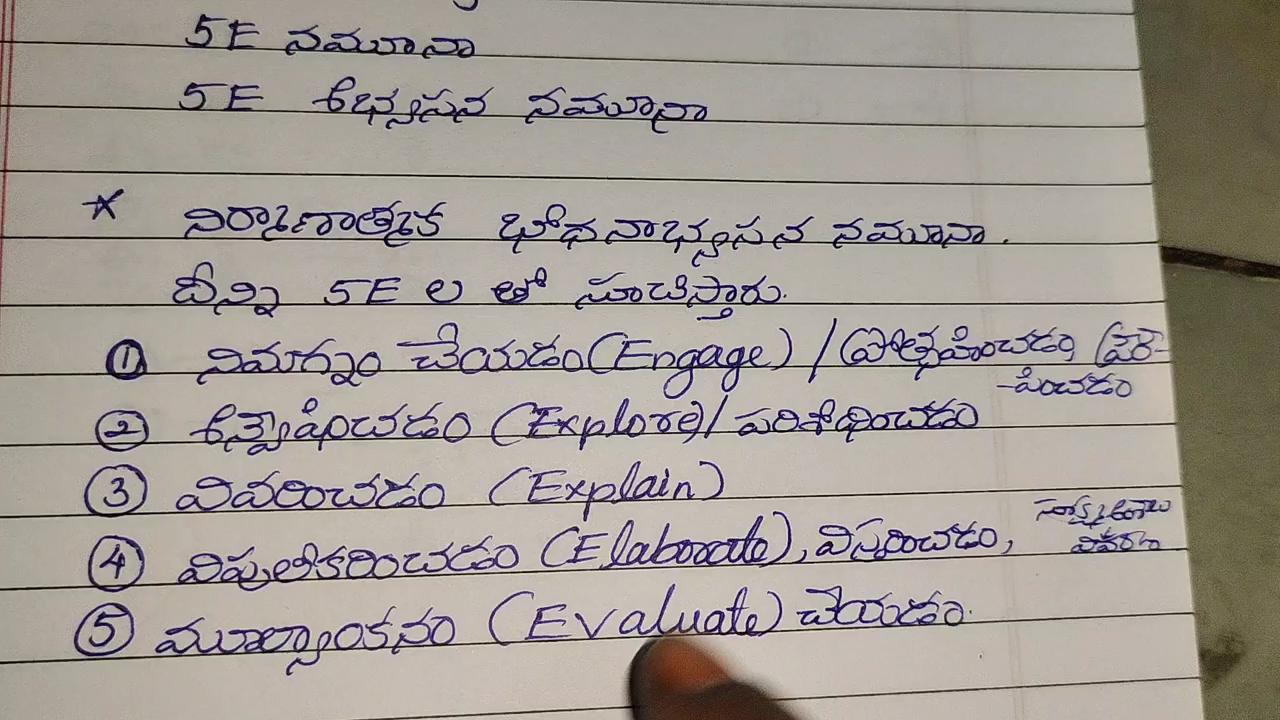 5E నమూనా
5E అభ్యసన నమూనా
* నిర్మాణాత్మక భోధనాభ్యసన నమూనా.
దీన్ని 5E ల తో సూచిస్తారు.
① నిమగ్నం చేయడం (Engage) / ప్రోత్సహించడం, ప్రేరే-
-పించడం
② అన్వేషించడం (Explore) / పరిశోధించడం
③ వివరించడం (Explain)
④ విపులీకరించడం (Elaborate), విస్తరించడం,
వివరణ
⑤ మూల్యాంకనం (Evaluate) చేయడం.